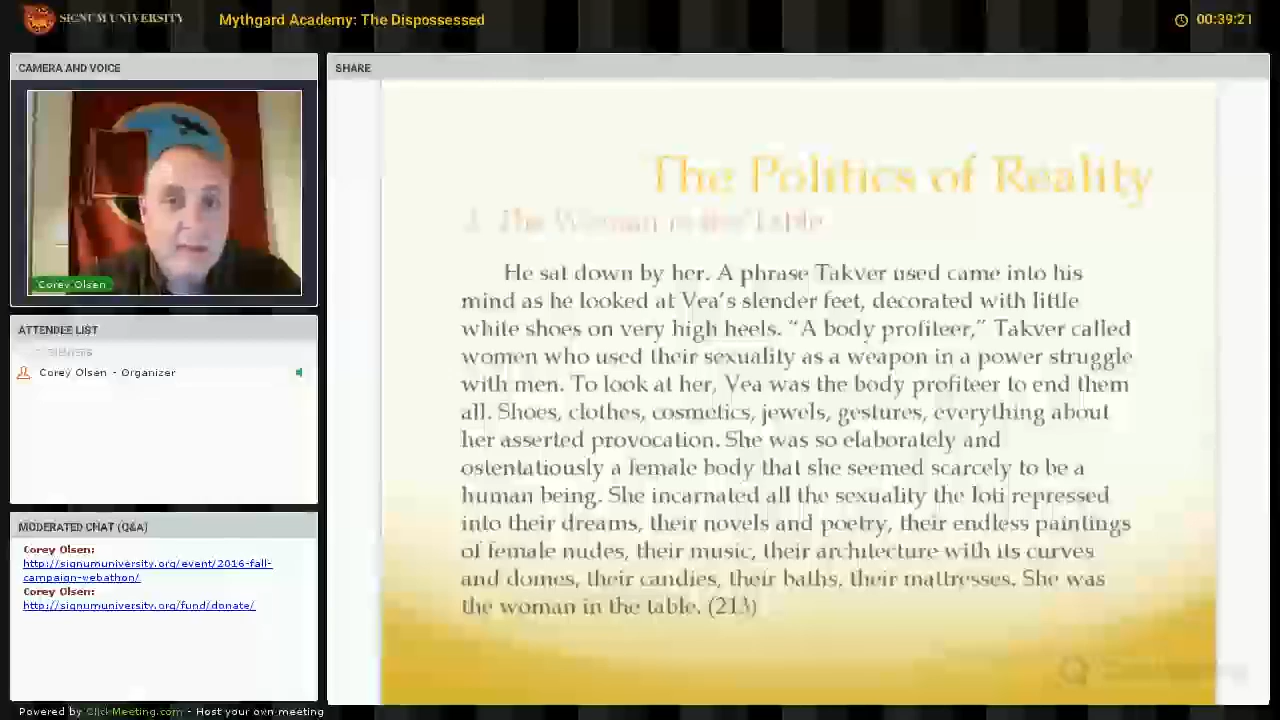 SIGNUM UNIVERSITY
Mythgard Academy: The Dispossessed
00:39:21
CAMERA AND VOICE
SHARE
Corey Olsen
The Politics of Reality
The Woman in the Table
He sat down by her. A phrase Takver used came into his
mind as he looked at Vea's slender feet, decorated with little
white shoes on very high heels. "A body profiteer," Takver called
women who used their sexuality as a weapon in a power struggle
with men. To look at her, Vea was the body profiteer to end them
all. Shoes, clothes, cosmetics, jewels, gestures, everything about
her asserted provocation. She was so elaborately and
ostentatiously a female body that she seemed scarcely to be a
human being. She incarnated all the sexuality the Ioti repressed
into their dreams, their novels and poetry, their endless paintings
of female nudes, their music, their architecture with its curves
and domes, their candies, their baths, their mattresses. She was
the woman in the table. (213)
ATTENDEE LIST
Corey Olsen - Organizer
MODERATED CHAT (Q&A)
Corey Olsen:
http://signumuniversity.org/event/2016-fall-
campaign-webathon/
Corey Olsen:
http://signumuniversity.org/fund/donate/
Powered by ClickMeeting.com - Host your own meeting